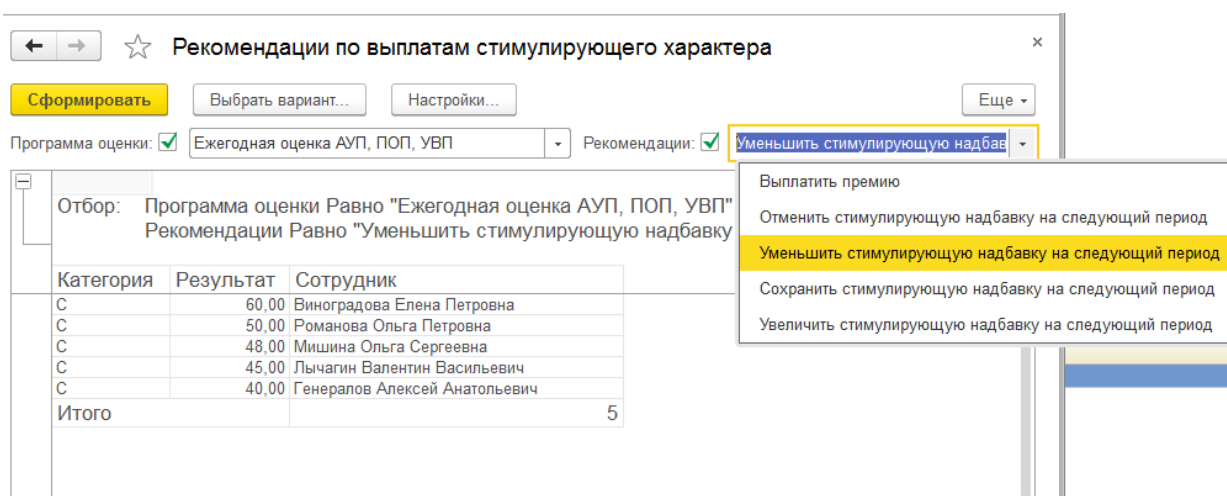 Рекомендации по выплатам стимулирующего характера
Сформировать Выбрать вариант... Настройки... Еще
Программа оценки: Ежегодная оценка АУП, ПОП, УВП Рекомендации: Уменьшить стимулирующую надбав
Выплатить премию
Отменить стимулирующую надбавку на следующий период
Уменьшить стимулирующую надбавку на следующий период
Сохранить стимулирующую надбавку на следующий период
Увеличить стимулирующую надбавку на следующий период
Отбор: Программа оценки Равно "Ежегодная оценка АУП, ПОП, УВП"
Рекомендации Равно "Уменьшить стимулирующую надбавку
Категория Результат Сотрудник
С 60,00 Виноградова Елена Петровна
С 50,00 Романова Ольга Петровна
С 48,00 Мишина Ольга Сергеевна
С 45,00 Лычагин Валентин Васильевич
С 40,00 Генералов Алексей Анатольевич
Итого 5